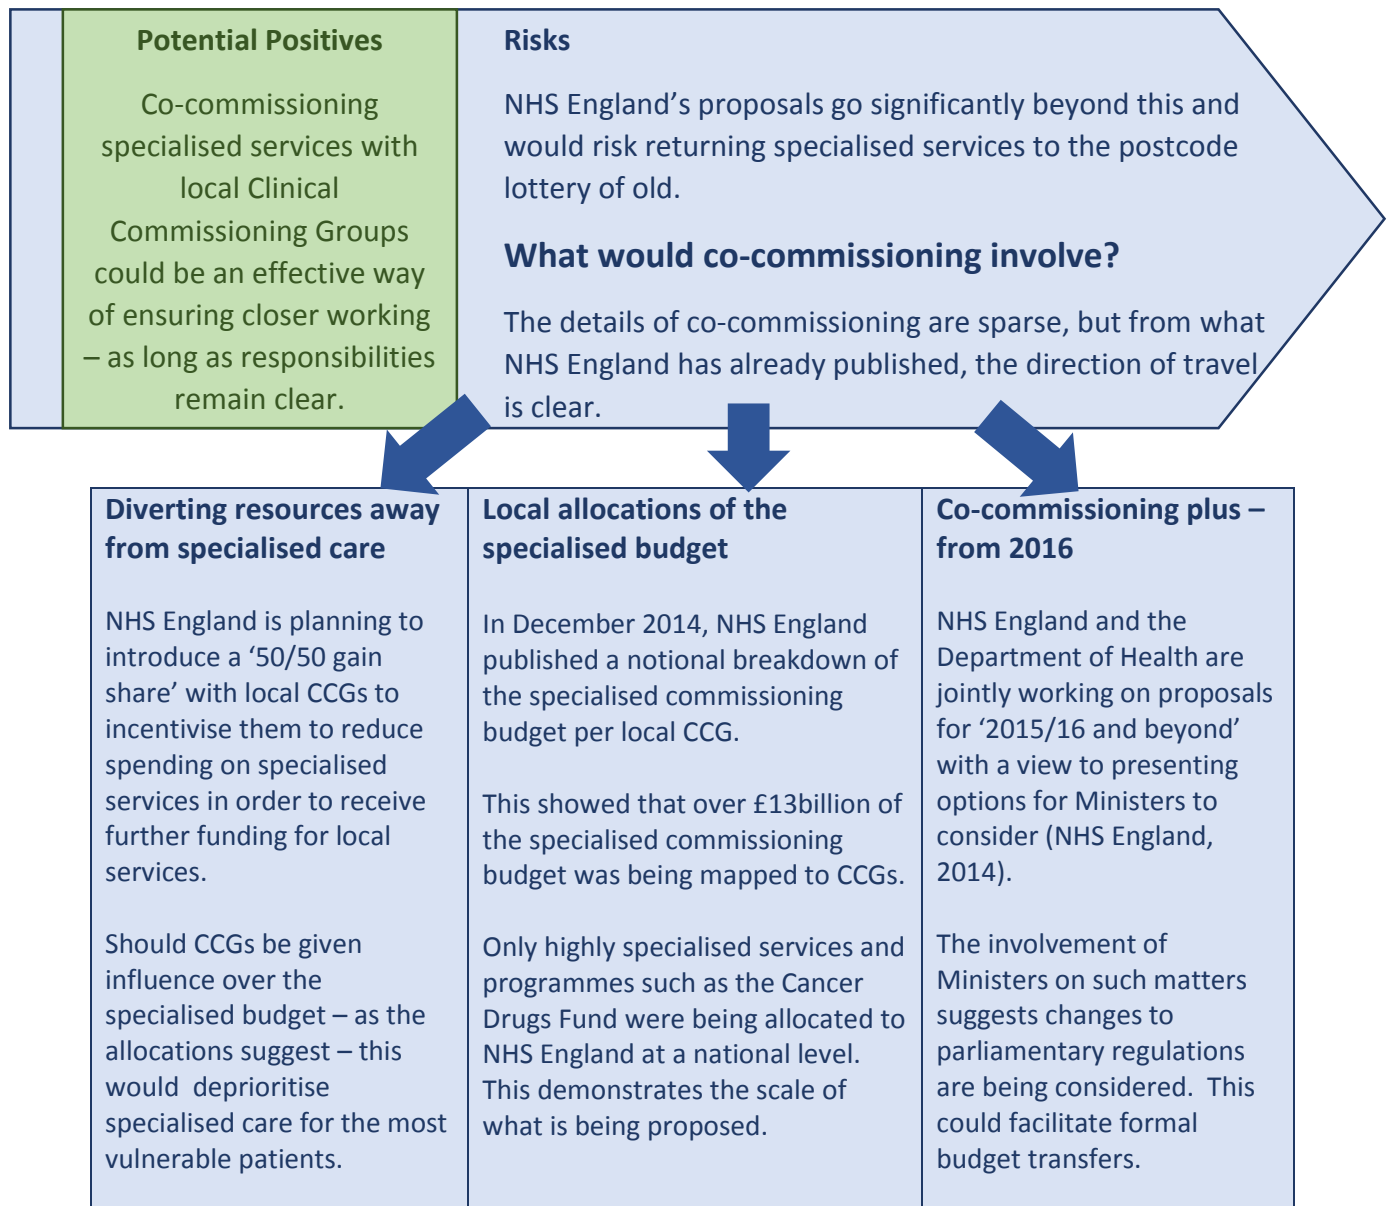 Potential Positives
Co-commissioning
specialised services with
local Clinical
Commissioning Groups
could be an effective way
of ensuring closer working
– as long as responsibilities
remain clear.
Risks
NHS England’s proposals go significantly beyond this and
would risk returning specialised services to the postcode
lottery of old.
What would co-commissioning involve?
The details of co-commissioning are sparse, but from what
NHS England has already published, the direction of travel
is clear.
Diverting resources away
from specialised care
NHS England is planning to
introduce a ‘50/50 gain
share’ with local CCGs to
incentivise them to reduce
spending on specialised
services in order to receive
further funding for local
services.
Should CCGs be given
influence over the
specialised budget – as the
allocations suggest – this
would deprioritise
specialised care for the most
vulnerable patients.
Local allocations of the
specialised budget
In December 2014, NHS England
published a notional breakdown of
the specialised commissioning
budget per local CCG.
This showed that over £13billion of
the specialised commissioning
budget was being mapped to CCGs.
Only highly specialised services and
programmes such as the Cancer
Drugs Fund were being allocated to
NHS England at a national level.
This demonstrates the scale of
what is being proposed.
Co-commissioning plus –
from 2016
NHS England and the
Department of Health are
jointly working on proposals
for ‘2015/16 and beyond’
with a view to presenting
options for Ministers to
consider (NHS England,
2014).
The involvement of
Ministers on such matters
suggests changes to
parliamentary regulations
are being considered. This
could facilitate formal
budget transfers.